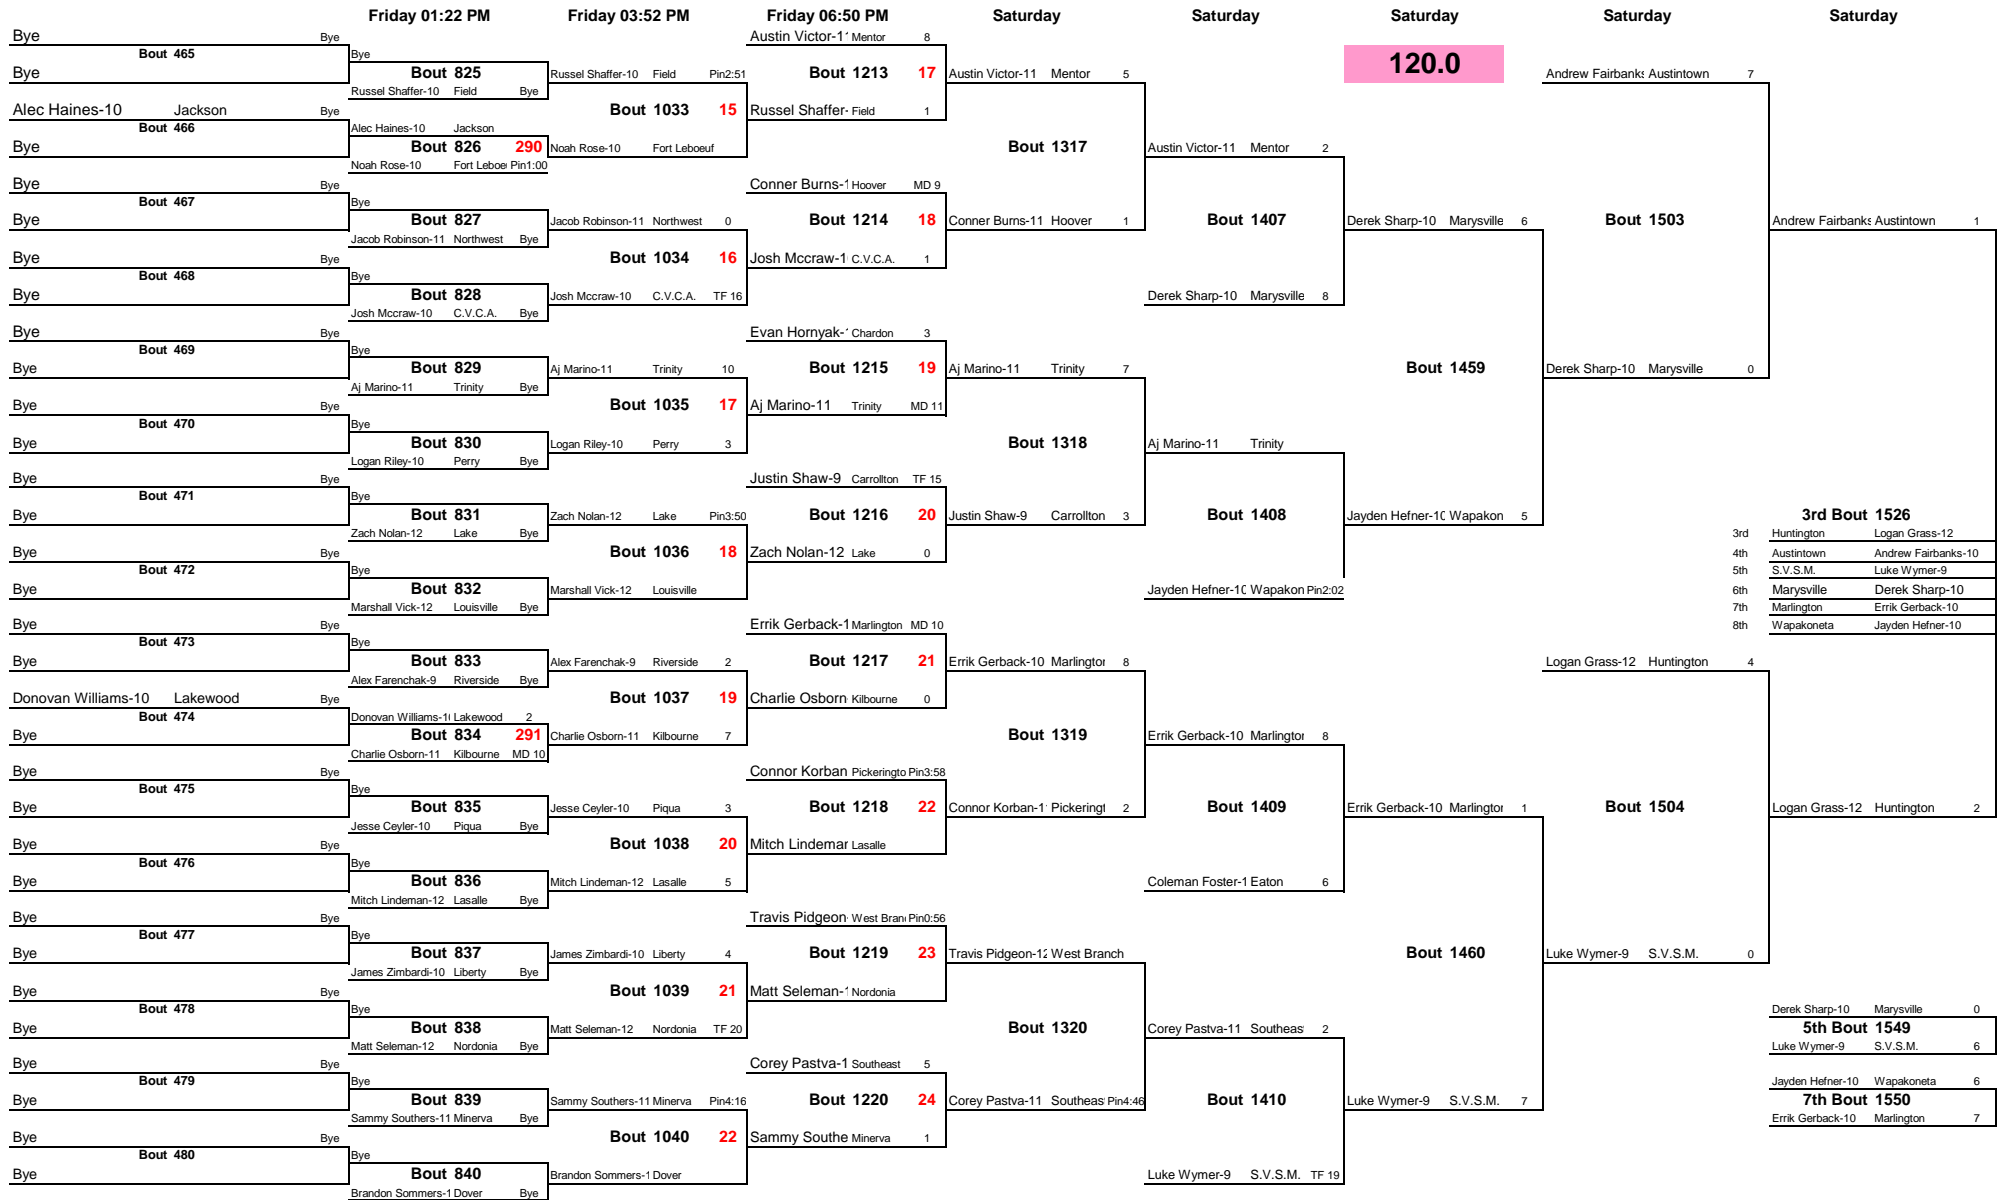 Friday 01:22 PM Friday 03:52 PM Friday 06:50 PM Saturday Saturday Saturday Saturday Saturday
120.0
Bye Bye
Bout 465
Bye
Alec Haines-10 Jackson Bye
Bout 466
Bye
Bye Bye
Bout 467
Bye
Bye Bye
Bout 468
Bye
Bye Bye
Bout 469
Bye
Bye Bye
Bout 470
Bye
Bye Bye
Bout 471
Bye
Bye Bye
Bout 472
Bye
Bye Bye
Bout 473
Bye
Donovan Williams-10 Lakewood Bye
Bout 474
Bye
Bye Bye
Bout 475
Bye
Bye Bye
Bout 476
Bye
Bye Bye
Bout 477
Bye
Bye Bye
Bout 478
Bye
Bye Bye
Bout 479
Bye
Bye Bye
Bout 480
Bye
Bye
Bout 825
Russel Shaffer-10 Field Bye
Alec Haines-10 Jackson
Bout 826 290
Noah Rose-10 Fort Leboe Pin1:00
Bye
Bout 827
Jacob Robinson-11 Northwest Bye
Bye
Bout 828
Josh Mccraw-10 C.V.C.A. Bye
Bye
Bout 829
Aj Marino-11 Trinity Bye
Bye
Bout 830
Logan Riley-10 Perry Bye
Bye
Bout 831
Zach Nolan-12 Lake Bye
Bye
Bout 832
Marshall Vick-12 Louisville Bye
Bye
Bout 833
Alex Farenchak-9 Riverside Bye
Donovan Williams-1 Lakewood 2
Bout 834 291
Charlie Osborn-11 Kilbourne MD 10
Bye
Bout 835
Jesse Ceyler-10 Piqua Bye
Bye
Bout 836
Mitch Lindeman-12 Lasalle Bye
Bye
Bout 837
James Zimbardi-10 Liberty Bye
Bye
Bout 838
Matt Seleman-12 Nordonia Bye
Bye
Bout 839
Sammy Southers-11 Minerva Bye
Bye
Bout 840
Brandon Sommers-1 Dover Bye
Russel Shaffer-10 Field Pin2:51
Bout 1033 15
Noah Rose-10 Fort Leboeuf
Jacob Robinson-11 Northwest 0
Bout 1034 16
Josh Mccraw-10 C.V.C.A. TF 16
Aj Marino-11 Trinity 10
Bout 1035 17
Logan Riley-10 Perry 3
Zach Nolan-12 Lake Pin3:50
Bout 1036 18
Marshall Vick-12 Louisville
Alex Farenchak-9 Riverside 2
Bout 1037 19
Charlie Osborn-11 Kilbourne 7
Jesse Ceyler-10 Piqua 3
Bout 1038 20
Mitch Lindeman-12 Lasalle 5
James Zimbardi-10 Liberty 4
Bout 1039 21
Matt Seleman-12 Nordonia TF 20
Sammy Southers-11 Minerva Pin4:16
Bout 1040 22
Brandon Sommers-1 Dover
Austin Victor-1 Mentor 8
Bout 1213 17
Russel Shaffer- Field 1
Conner Burns-1 Hoover MD 9
Bout 1214 18
Josh Mccraw-1 C.V.C.A. 1
Evan Hornyak- Chardon 3
Bout 1215 19
Aj Marino-11 Trinity MD 11
Justin Shaw-9 Carrollton TF 15
Bout 1216 20
Zach Nolan-12 Lake 0
Errik Gerback-1 Marlington MD 10
Bout 1217 21
Charlie Osborn Kilbourne 0
Connor Korban Pickeringto Pin3:58
Bout 1218 22
Mitch Lindemar Lasalle
Travis Pidgeon West Bran Pin0:56
Bout 1219 23
Matt Seleman-1 Nordonia
Corey Pastva-1 Southeast 5
Bout 1220 24
Sammy Southe Minerva 1
Austin Victor-11 Mentor 5
Bout 1317
Conner Burns-11 Hoover 1
Aj Marino-11 Trinity 7
Bout 1318
Justin Shaw-9 Carrollton 3
Errik Gerback-10 Marlingtor 8
Bout 1319
Connor Korban-1 Pickeringt 2
Travis Pidgeon-12 West Branch
Bout 1320
Corey Pastva-11 Southeas Pin4:46
Austin Victor-11 Mentor 2
Bout 1407
Derek Sharp-10 Marysville 8
Aj Marino-11 Trinity
Bout 1408
Jayden Hefner-10 Wapakon Pin2:02
Errik Gerback-10 Marlingtor 8
Bout 1409
Coleman Foster-1 Eaton 6
Corey Pastva-11 Southeas 2
Bout 1410
Luke Wymer-9 S.V.S.M. TF 19
Derek Sharp-10 Marysville 6
Bout 1459
Jayden Hefner-10 Wapakon 5
Errik Gerback-10 Marlingtor 1
Bout 1460
Luke Wymer-9 S.V.S.M. 7
Andrew Fairbanks Austintown 7
Bout 1503
Derek Sharp-10 Marysville 0
Logan Grass-12 Huntington 4
Bout 1504
Luke Wymer-9 S.V.S.M. 0
Andrew Fairbanks Austintown 1
3rd Bout 1526
3rd Huntington Logan Grass-12
4th Austintown Andrew Fairbanks-10
5th S.V.S.M. Luke Wymer-9
6th Marysville Derek Sharp-10
7th Marlington Errik Gerback-10
8th Wapakoneta Jayden Hefner-10
Logan Grass-12 Huntington 2
Derek Sharp-10 Marysville 0
5th Bout 1549
Luke Wymer-9 S.V.S.M. 6
Jayden Hefner-10 Wapakoneta 6
7th Bout 1550
Errik Gerback-10 Marlington 7